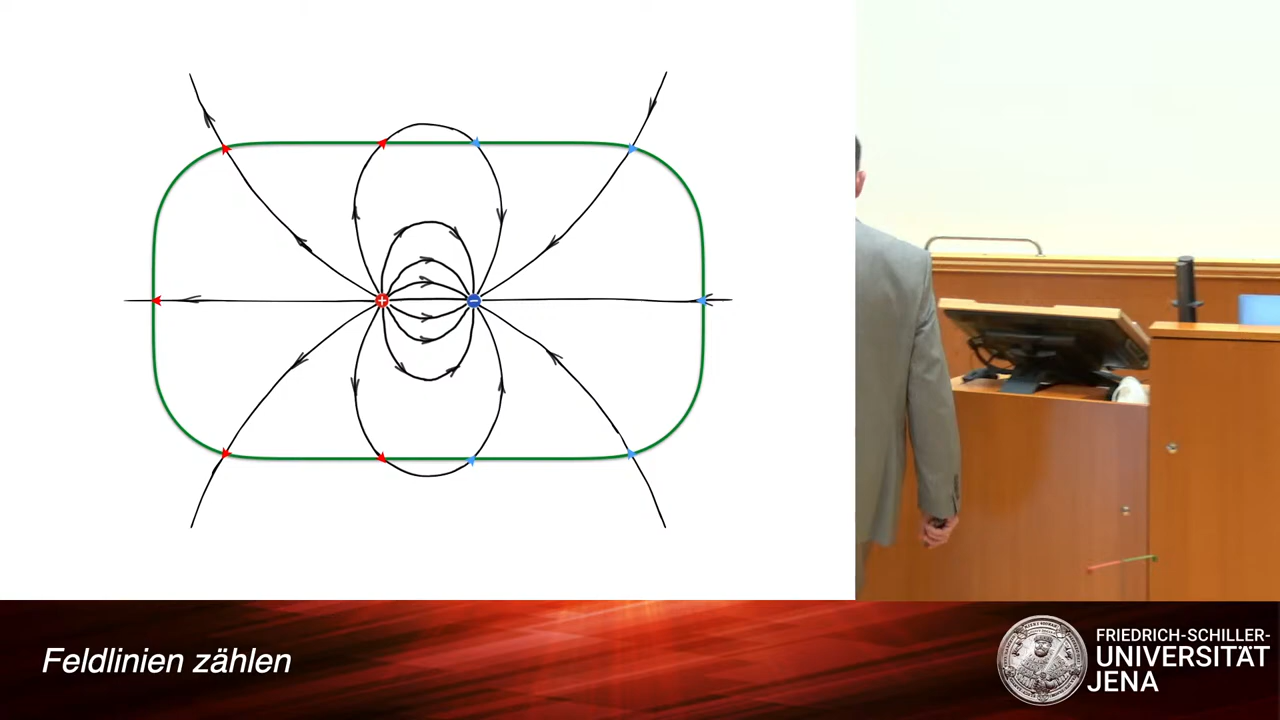 +
−
Feldlinien zählen
FRIEDRICH-SCHILLER-
UNIVERSITÄT
JENA